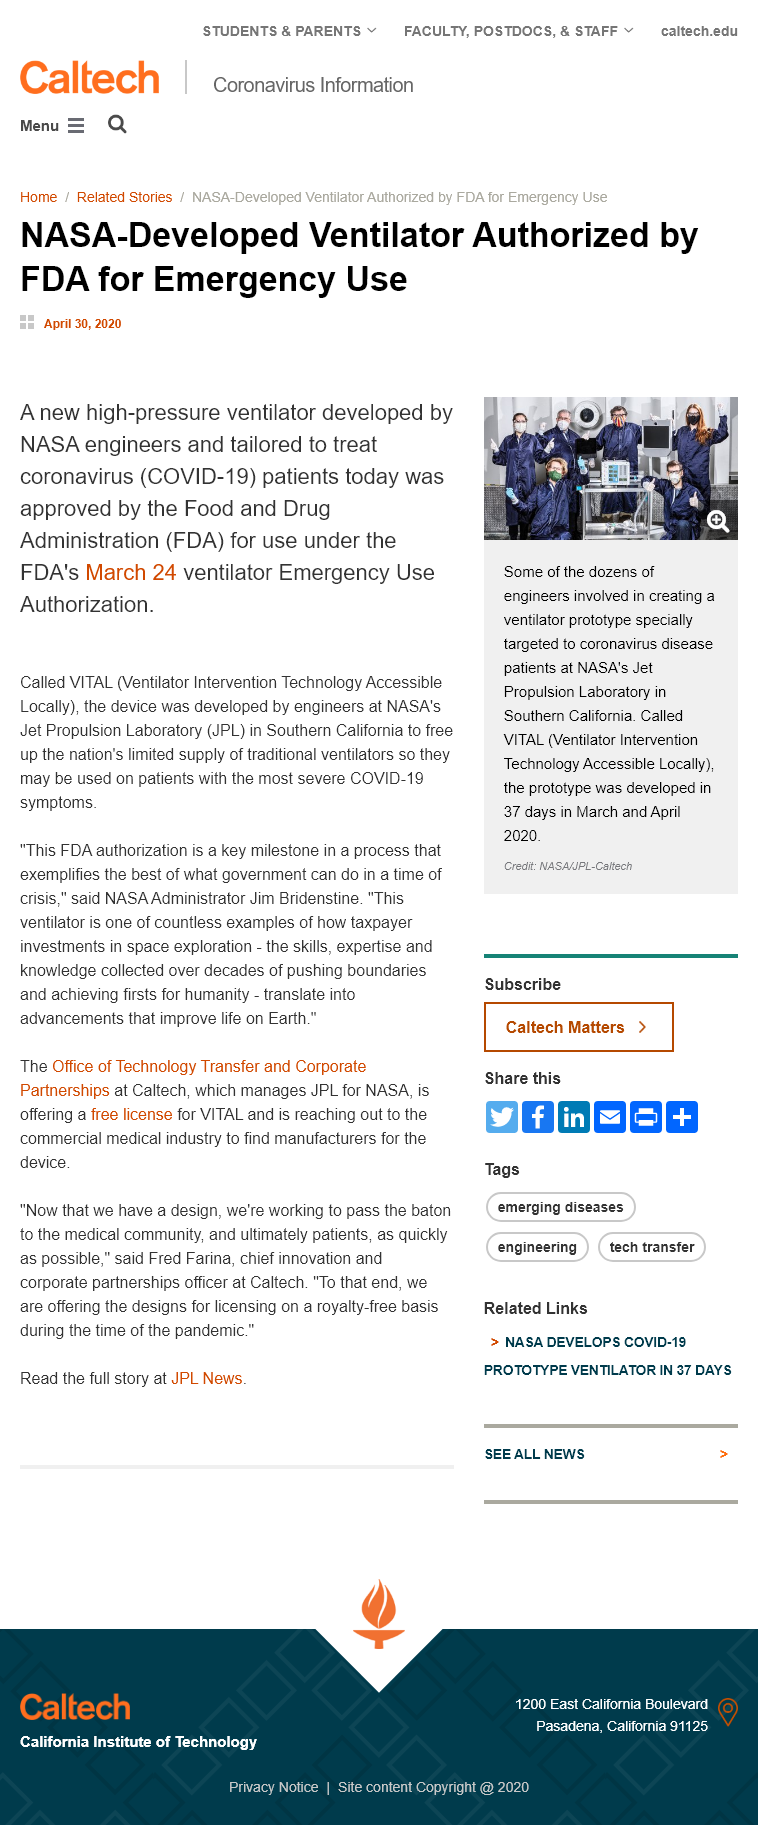 STUDENTS & PARENTS
FACULTY, POSTDOCS, & STAFF
caltech.edu
Caltech
Coronavirus Information
Menu
Home / Related Stories / NASA-Developed Ventilator Authorized by FDA for Emergency Use
NASA-Developed Ventilator Authorized by
FDA for Emergency Use
April 30, 2020
A new high-pressure ventilator developed by
NASA engineers and tailored to treat
coronavirus (COVID-19) patients today was
approved by the Food and Drug
Administration (FDA) for use under the
FDA's March 24 ventilator Emergency Use
Authorization.
Called VITAL (Ventilator Intervention Technology Accessible
Locally), the device was developed by engineers at NASA's
Jet Propulsion Laboratory (JPL) in Southern California to free
up the nation's limited supply of traditional ventilators so they
may be used on patients with the most severe COVID-19
symptoms.
"This FDA authorization is a key milestone in a process that
exemplifies the best of what government can do in a time of
crisis," said NASA Administrator Jim Bridenstine. "This
ventilator is one of countless examples of how taxpayer
investments in space exploration - the skills, expertise and
knowledge collected over decades of pushing boundaries
and achieving firsts for humanity - translate into
advancements that improve life on Earth."
The Office of Technology Transfer and Corporate
Partnerships at Caltech, which manages JPL for NASA, is
offering a free license for VITAL and is reaching out to the
commercial medical industry to find manufacturers for the
device.
"Now that we have a design, we're working to pass the baton
to the medical community, and ultimately patients, as quickly
as possible," said Fred Farina, chief innovation and
corporate partnerships officer at Caltech. "To that end, we
are offering the designs for licensing on a royalty-free basis
during the time of the pandemic."
Read the full story at JPL News.
Some of the dozens of
engineers involved in creating a
ventilator prototype specially
targeted to coronavirus disease
patients at NASA's Jet
Propulsion Laboratory in
Southern California. Called
VITAL (Ventilator Intervention
Technology Accessible Locally),
the prototype was developed in
37 days in March and April
2020.
Credit: NASA/JPL-Caltech
Subscribe
Caltech Matters
Share this
Tags
emerging diseases
engineering
tech transfer
Related Links
> NASA DEVELOPS COVID-19
PROTOTYPE VENTILATOR IN 37 DAYS
SEE ALL NEWS >
Caltech
California Institute of Technology
1200 East California Boulevard
Pasadena, California 91125
Privacy Notice | Site content Copyright @ 2020